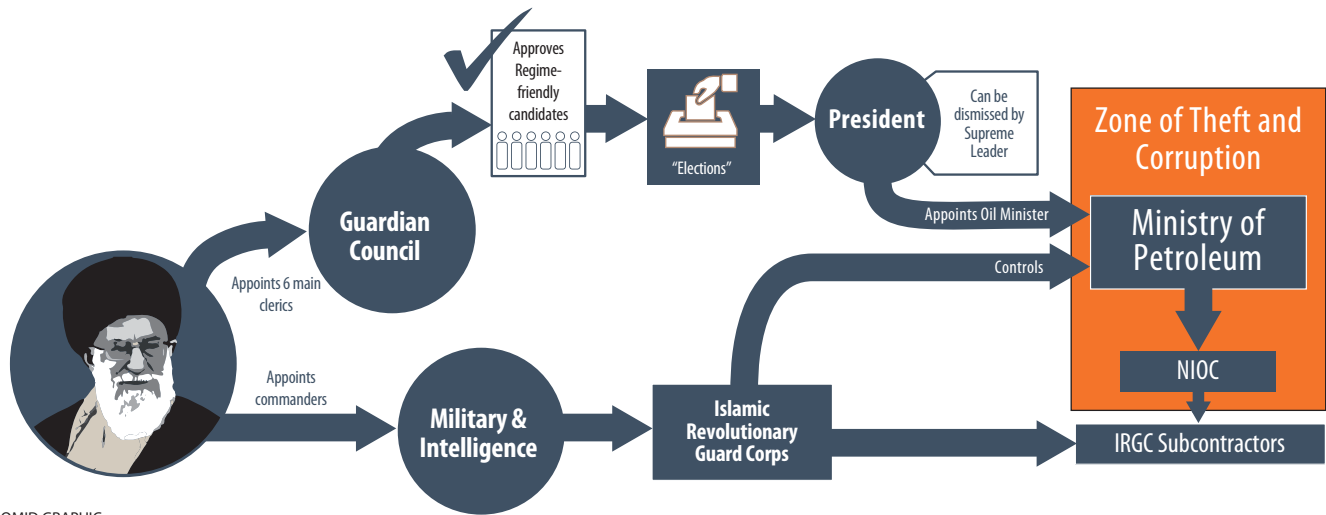 Approves
Regime-
friendly
candidates
"Elections"
President
Can be
dismissed by
Supreme
Leader
Zone of Theft and
Corruption
Guardian
Council
Appoints Oil Minister
Ministry of
Petroleum
Controls
Appoints 6 main
clerics
Appoints
commanders
Military &
Intelligence
Islamic
Revolutionary
Guard Corps
NIOC
IRGC Subcontractors